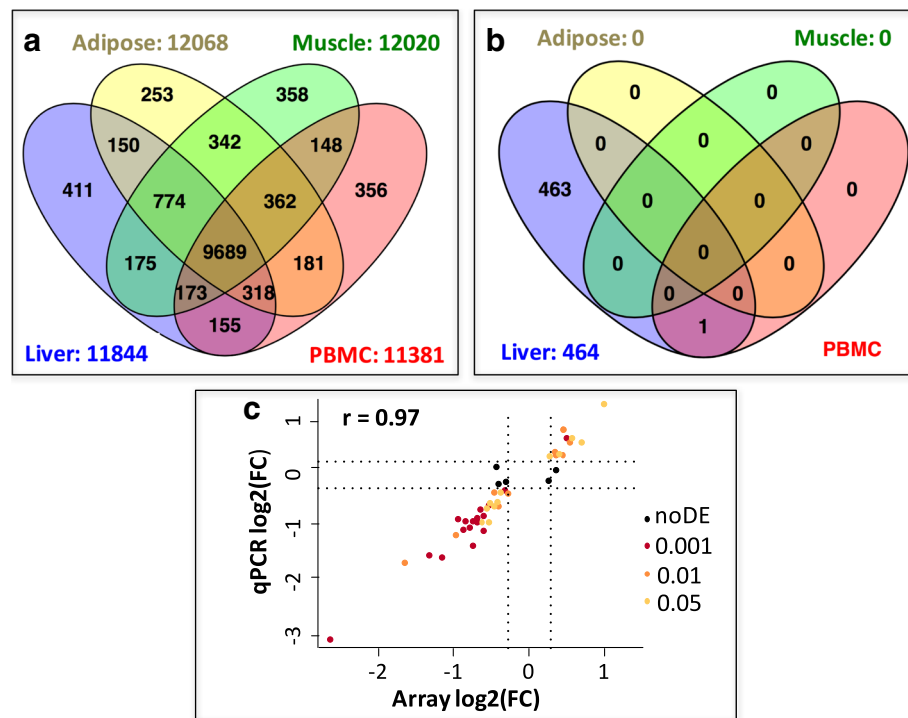 a
Adipose: 12068
Muscle: 12020
253
358
150
342
148
411
774
362
356
9689
175
181
173
318
155
Liver: 11844
PBMC: 11381
b
Adipose: 0
Muscle: 0
0
0
0
0
0
463
0
0
0
0
0
0
0
0
1
Liver: 464
PBMC
c
r = 0.97
qPCR log2(FC)
1
0
-1
-2
-3
noDE
0.001
0.01
0.05
-2
-1
0
1
Array log2(FC)